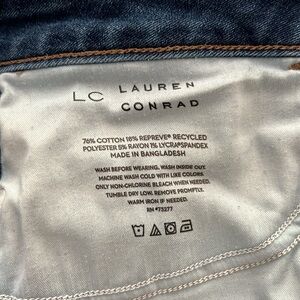 LC LAUREN
CONRAD
76% COTTON 18% REPREVE® RECYCLED
POLYESTER 5% RAYON 1% LYCRA®SPANDEX
MADE IN BANGLADESH
WASH BEFORE WEARING. WASH INSIDE OUT.
MACHINE WASH COLD WITH LIKE COLORS.
ONLY NON-CHLORINE BLEACH WHEN NEEDED.
TUMBLE DRY LOW. REMOVE PROMPTLY.
WARM IRON IF NEEDED.
RN #73277